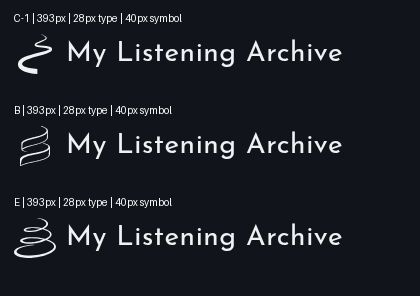 C-1 | 393px | 28px type | 40px symbol
My Listening Archive
B | 393px | 28px type | 40px symbol
My Listening Archive
E | 393px | 28px type | 40px symbol
My Listening Archive